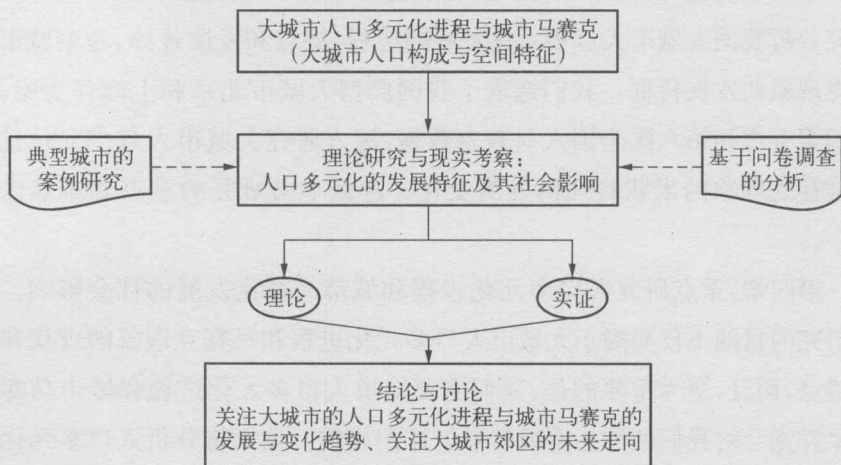 大城市人口多元化进程与城市马赛克
(大城市人口构成与空间特征)
典型城市的
案例研究
理论研究与现实考察：
人口多元化的发展特征及其社会影响
基于问卷调查
的分析
理论
实证
结论与讨论
关注大城市的人口多元化进程与城市马赛克的
发展与变化趋势、关注大城市郊区的未来走向